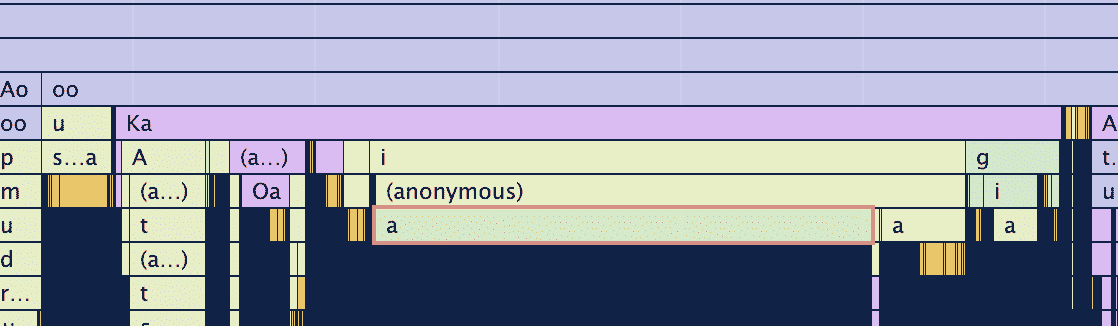 Ao oo
oo u Ka A
p s...a A (a...) i g t.
m (a...) Oa (anonymous) i u
u t a a a
d (a...)
r... t